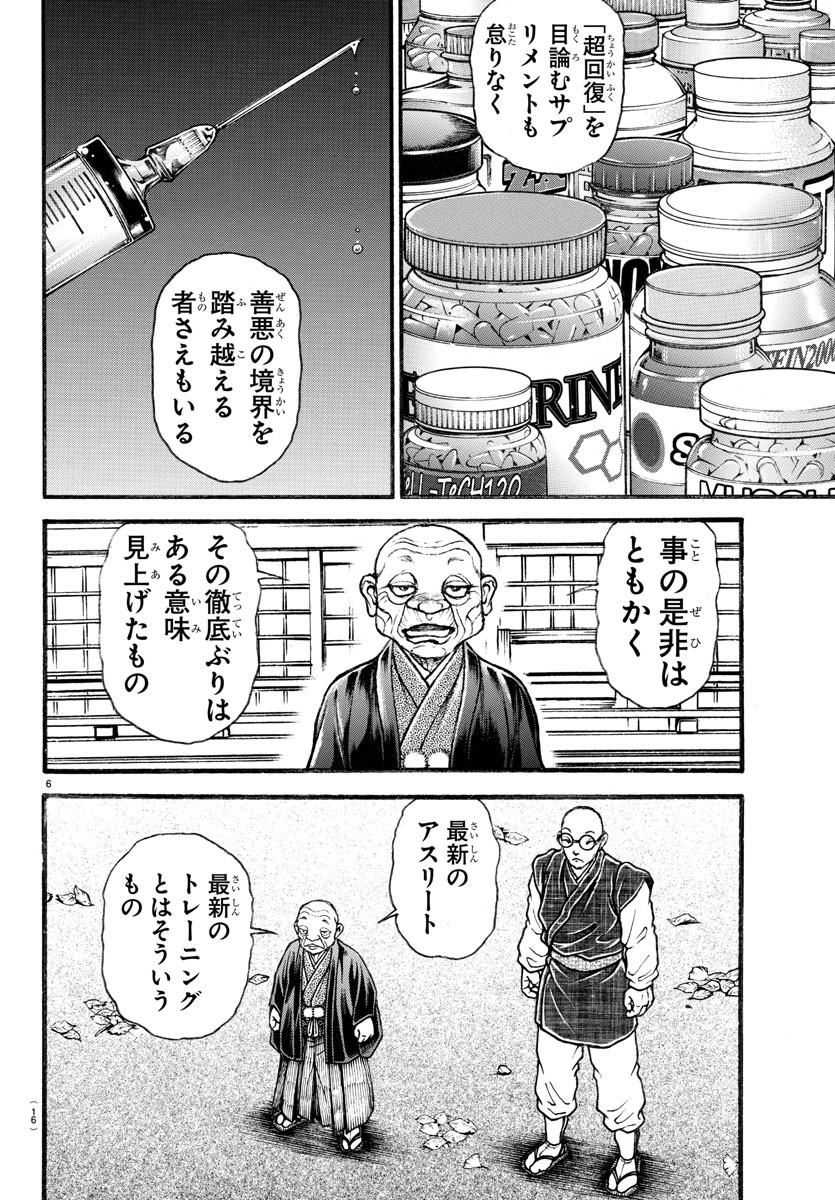 「超回復」を
目論むサプ
リメントも
怠りなく
善悪の境界を
踏み越える
者さえもいる
事の是非は
ともかく
その徹底ぶりは
ある意味
見上げたもの
最新の
アスリート
最新の
トレーニング
とはそういう
もの
6
(16)